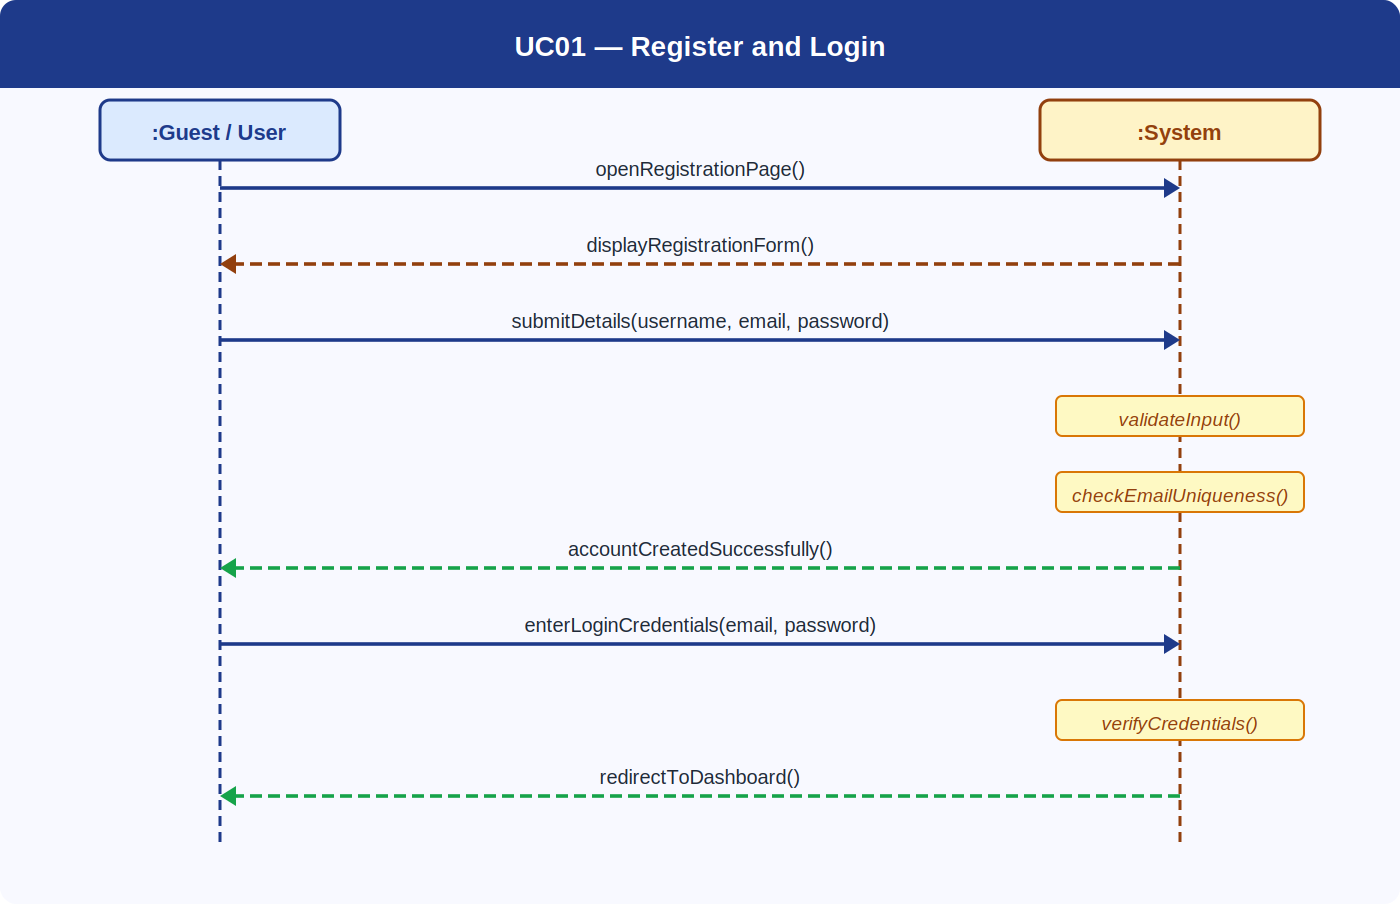 UC01 — Register and Login
:Guest / User
:System
openRegistrationPage()
displayRegistrationForm()
submitDetails(username, email, password)
validateInput()
checkEmailUniqueness()
accountCreatedSuccessfully()
enterLoginCredentials(email, password)
verifyCredentials()
redirectToDashboard()